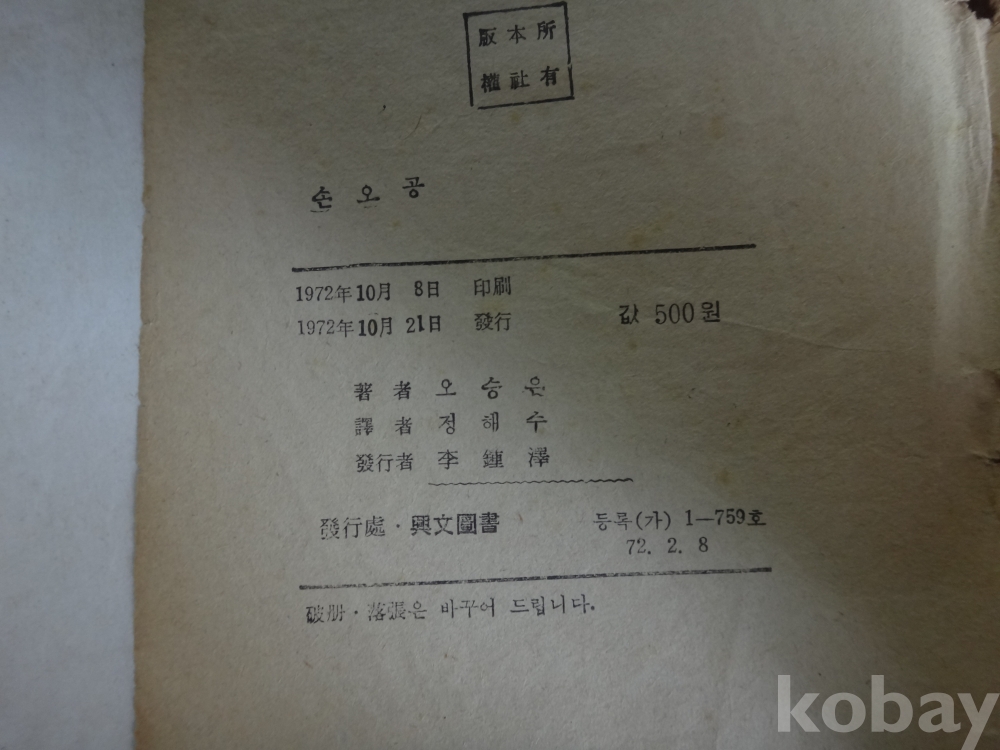 版本所
權社有
손오공
1972年10月 8日 印刷
1972年10月 21日 發行
값 500원
著者 오승은
譯者 정해수
發行者 李鍾澤
發行處・興文圖書
등록(가) 1—759호
72. 2. 8
破册・落張은 바꾸어 드립니다.
kobay